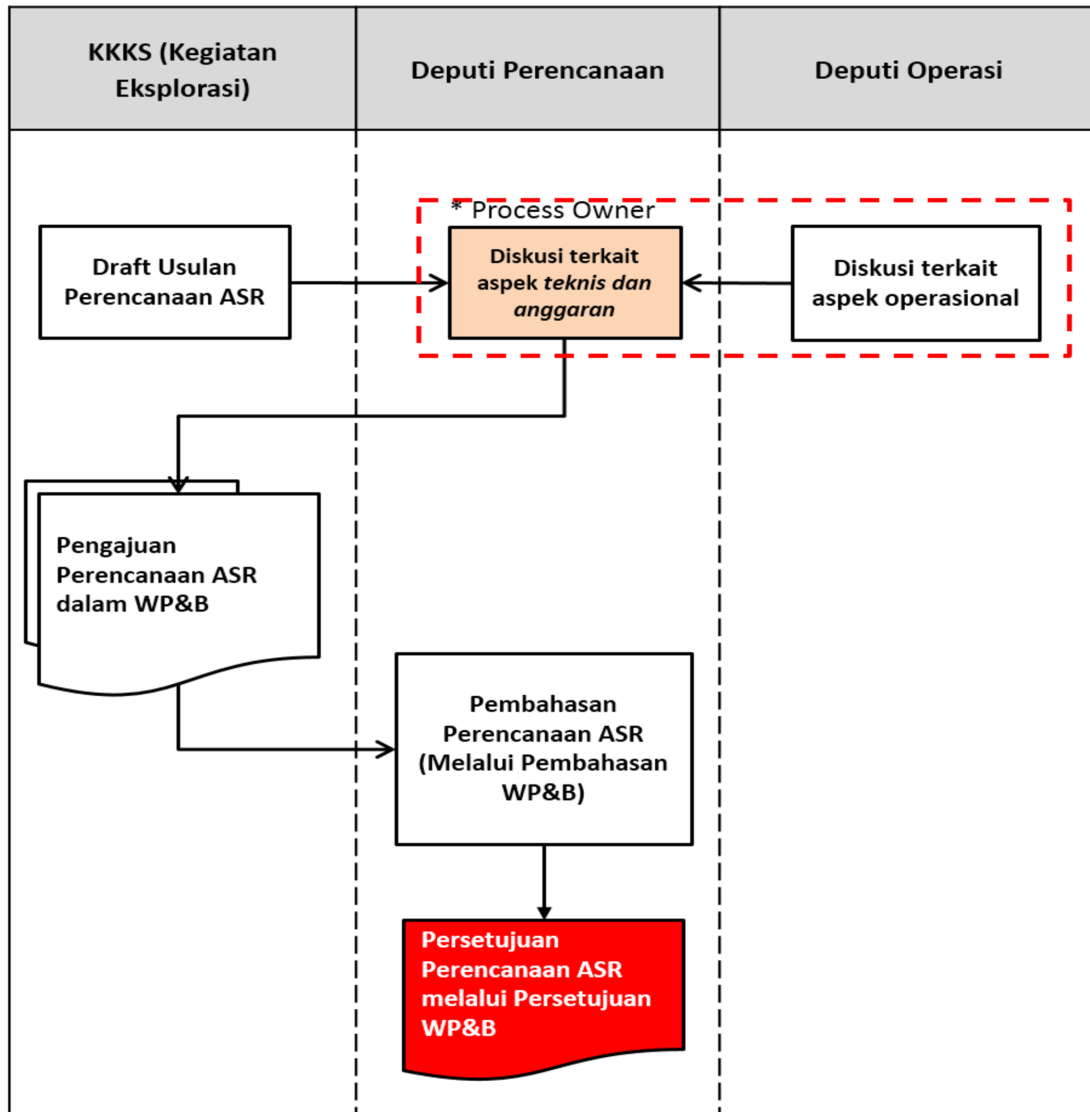 KKKS (Kegiatan
Eksplorasi)
Deputi Perencanaan
Deputi Operasi
* Process Owner
Draft Usulan
Perencanaan ASR
Diskusi terkait
aspek teknis dan
anggaran
Diskusi terkait
aspek operasional
Pengajuan
Perencanaan ASR
dalam WP&B
Pembahasan
Perencanaan ASR
(Melalui Pembahasan
WP&B)
Persetujuan
Perencanaan ASR
melalui Persetujuan
WP&B